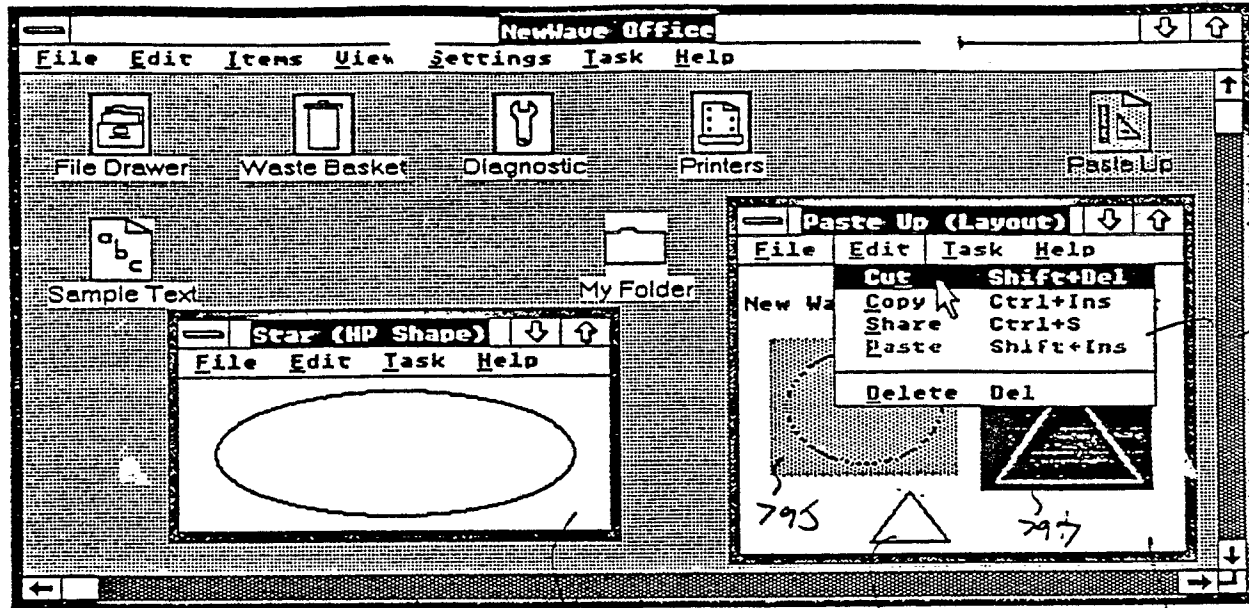 NewWave Office
File Edit Items View Settings Task Help
File Drawer Waste Basket Diagnostic Printers Paste Up
Sample Text My Folder
Paste Up (Layout)
File Edit Task Help
Cut Shift+Del
New Wa
Copy Ctrl+Ins
Share Ctrl+S
Paste Shift+Ins
Delete Del
Star (HP Shape)
File Edit Task Help
795